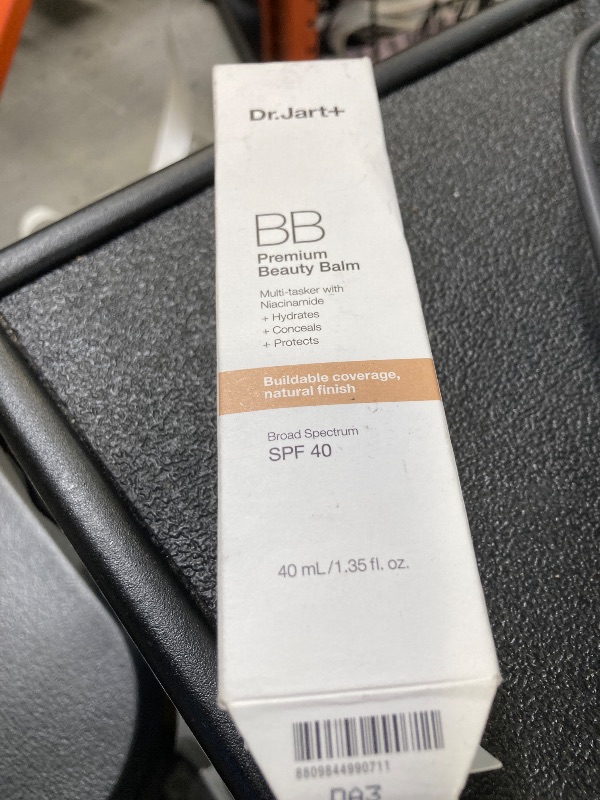 Dr.Jart+
BB
Premium
Beauty Balm
Multi-tasker with
Niacinamide
+ Hydrates
+ Conceals
+ Protects
Buildable coverage,
natural finish
Broad Spectrum
SPF 40
40 mL/1.35 fl. oz.
8809844990711
DA3